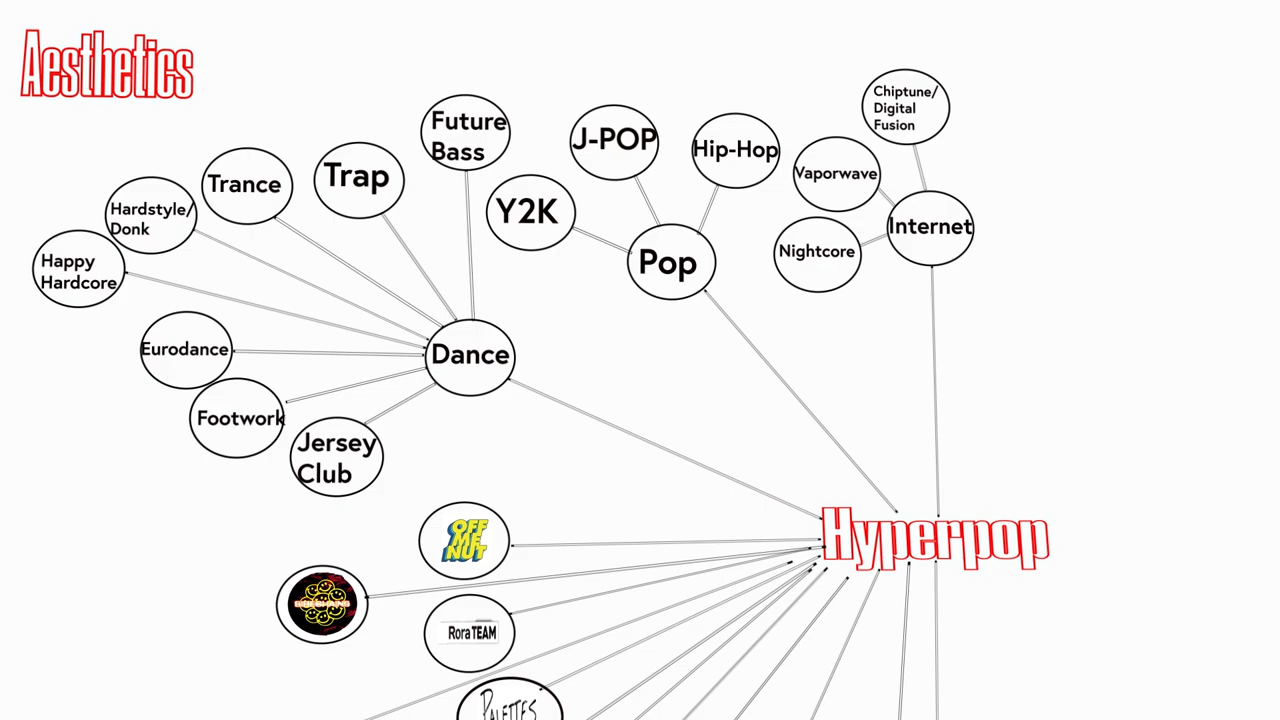 Aesthetics
Chiptune/
Digital
Fusion
Future
Bass
J-POP
Hip-Hop
Vaporwave
Trance
Trap
Hardstyle/
Donk
Y2K
Internet
Nightcore
Happy
Hardcore
Pop
Eurodance
Dance
Footwork
Jersey
Club
Hyperpop
OFF
ME
NUT
RoraTEAM
PALETTES